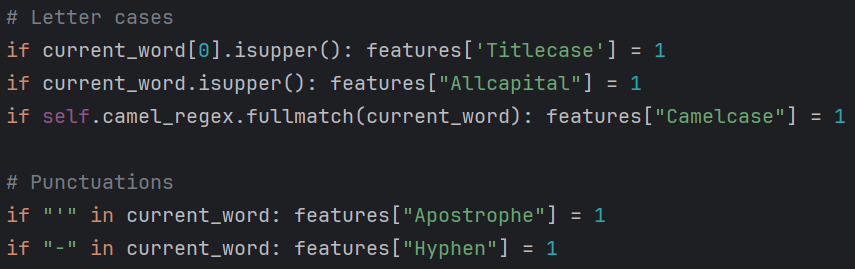 # Letter cases
if current_word[0].isupper(): features['Titlecase'] = 1
if current_word.isupper(): features["Allcapital"] = 1
if self.camel_regex.fullmatch(current_word): features["Camelcase"] = 1
# Punctuations
if "'" in current_word: features["Apostrophe"] = 1
if "-" in current_word: features["Hyphen"] = 1